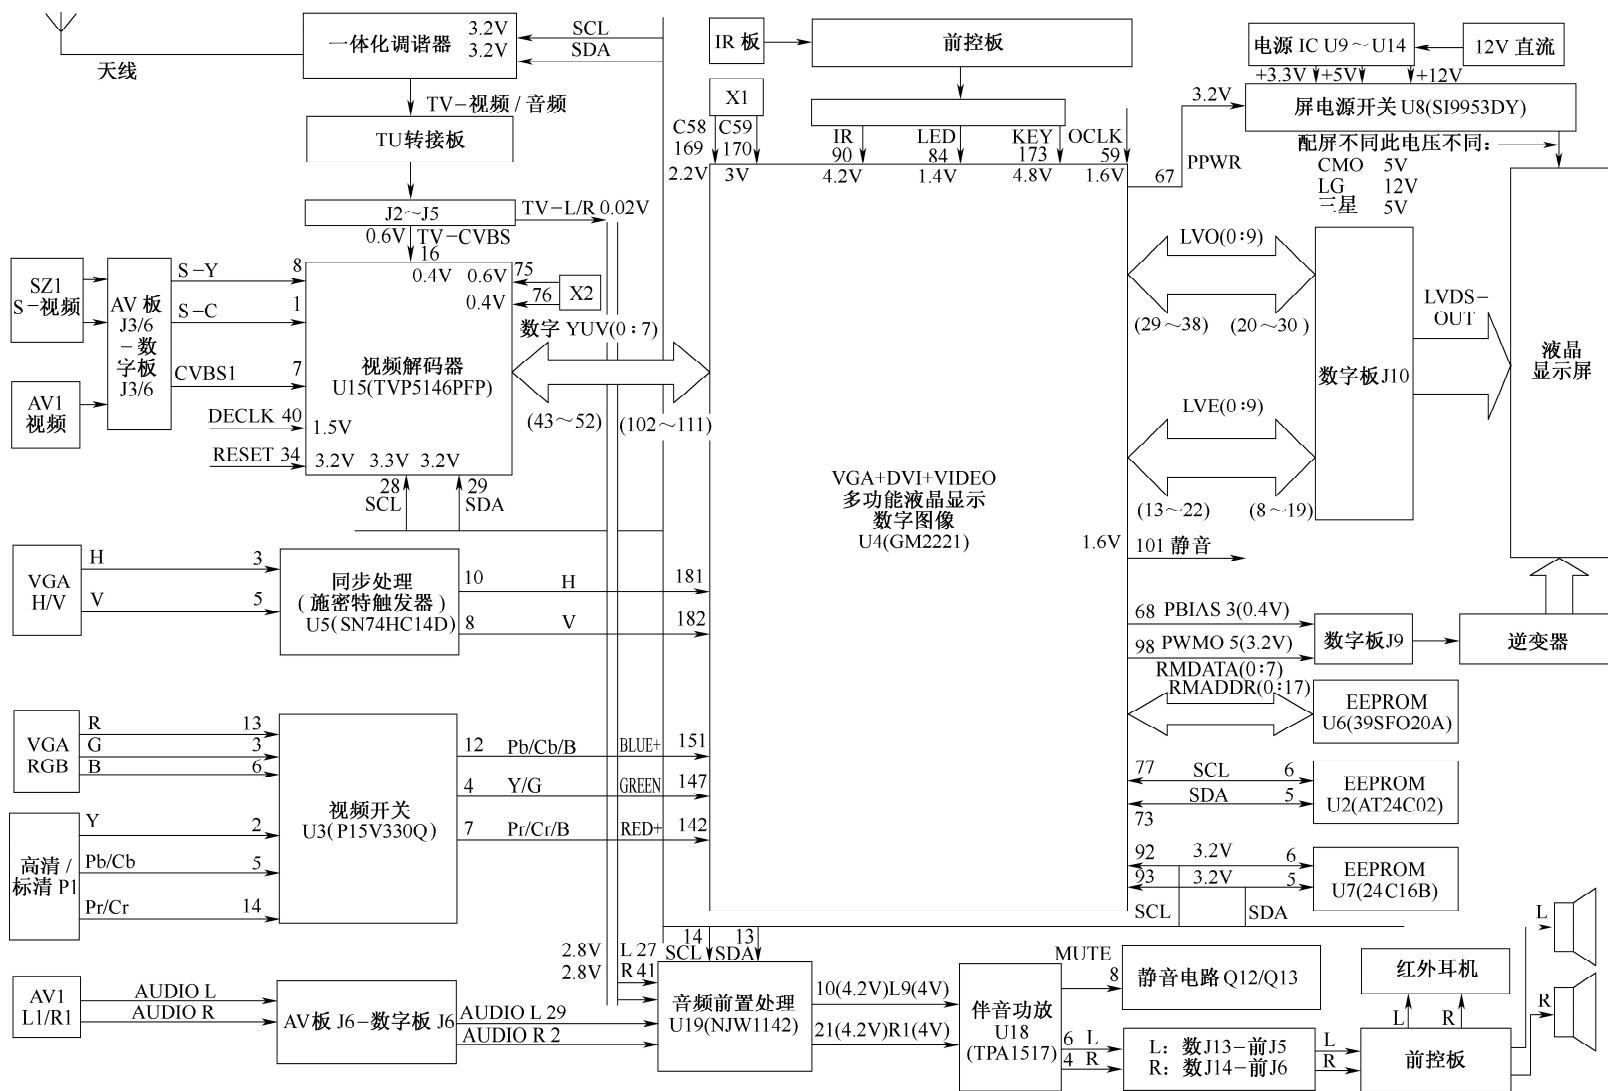 天线
一体化调谐器
3.2V
3.2V
SCL
SDA
TV-视频/音频
TU转接板
J2～J5
TV-L/R 0.02V
0.6V
TV-CVBS
16
IR 板
前控板
X1
C58
C59
169
170
IR
90
LED
84
KEY
173
OCLK
59
2.2V
3V
4.2V
1.4V
4.8V
1.6V
67
PPWR
3.2V
电源 IC U9～U14
12V 直流
+3.3V
+5V
+12V
屏电源开关 U8(SI9953DY)
配屏不同此电压不同：
CMO 5V
LG 12V
三星 5V
SZ1
S-视频
AV1
视频
AV 板
J3/6
-数
字板
J3/6
S-Y
8
S-C
1
CVBS1
7
DECLK 40
RESET 34
0.4V
0.6V
0.4V
75
76
X2
视频解码器
U15(TVP5146PFP)
1.5V
3.2V
3.3V
3.2V
28
SCL
29
SDA
数字 YUV(0：7)
(43～52)
(102～111)
VGA+DVI+VIDEO
多功能液晶显示
数字图像
U4(GM2221)
LVO(0：9)
(29～38)
(20～30)
LVE(0：9)
(13～22)
(8～19)
数字板J10
LVDS-
OUT
液晶
显示屏
1.6V
101 静音
68 PBIAS 3(0.4V)
98 PWMO 5(3.2V)
数字板J9
逆变器
RMDATA(0：7)
RMADDR(0：17)
EEPROM
U6(39SFO20A)
77
SCL
6
SDA
5
73
EEPROM
U2(AT24C02)
92
3.2V
6
93
3.2V
5
EEPROM
U7(24C16B)
SCL
SDA
VGA
H/V
H
3
V
5
同步处理
(施密特触发器)
U5(SN74HC14D)
10
H
181
8
V
182
VGA
RGB
R
13
G
3
B
6
高清/
标清 P1
Y
2
Pb/Cb
5
Pr/Cr
14
视频开关
U3(P15V330Q)
12
Pb/Cb/B
BLUE+
151
4
Y/G
GREEN
147
7
Pr/Cr/B
RED+
142
AV1
L1/R1
AUDIO L
AUDIO R
AV板 J6-数字板 J6
AUDIO L 29
AUDIO R 2
2.8V
L 27
2.8V
R 41
14
13
SCL
SDA
音频前置处理
U19(NJW1142)
10(4.2V)L9(4V)
21(4.2V)R1(4V)
伴音功放
U18
(TPA1517)
MUTE
8
静音电路 Q12/Q13
6
L
4
R
L：数J13-前J5
R：数J14-前J6
L
R
前控板
红外耳机
L
R
L
R